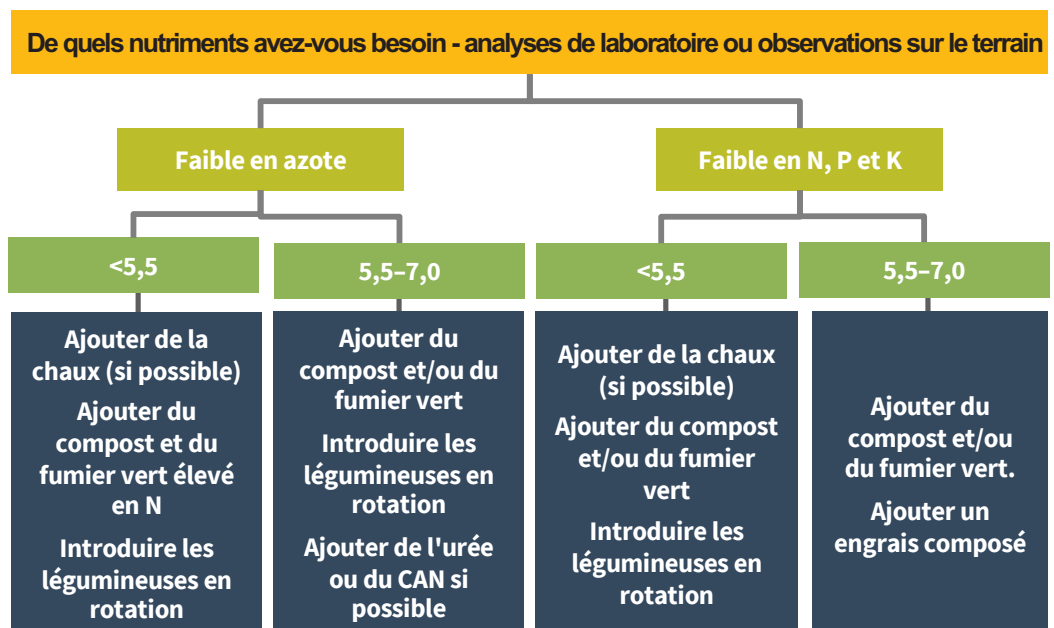 De quels nutriments avez-vous besoin - analyses de laboratoire ou observations sur le terrain
Faible en azote
Faible en N, P et K
<5,5
5,5–7,0
<5,5
5,5–7,0
Ajouter de la
chaux (si possible)
Ajouter du
compost et du
fumier vert élevé
en N
Introduire les
légumineuses en
rotation
Ajouter du
compost et/ou du
fumier vert
Introduire les
légumineuses en
rotation
Ajouter de l'urée
ou du CAN si
possible
Ajouter de la chaux
(si possible)
Ajouter du compost
et/ou du fumier
vert
Introduire les
légumineuses en
rotation
Ajouter du
compost et/ou
du fumier vert.
Ajouter un
engrais composé